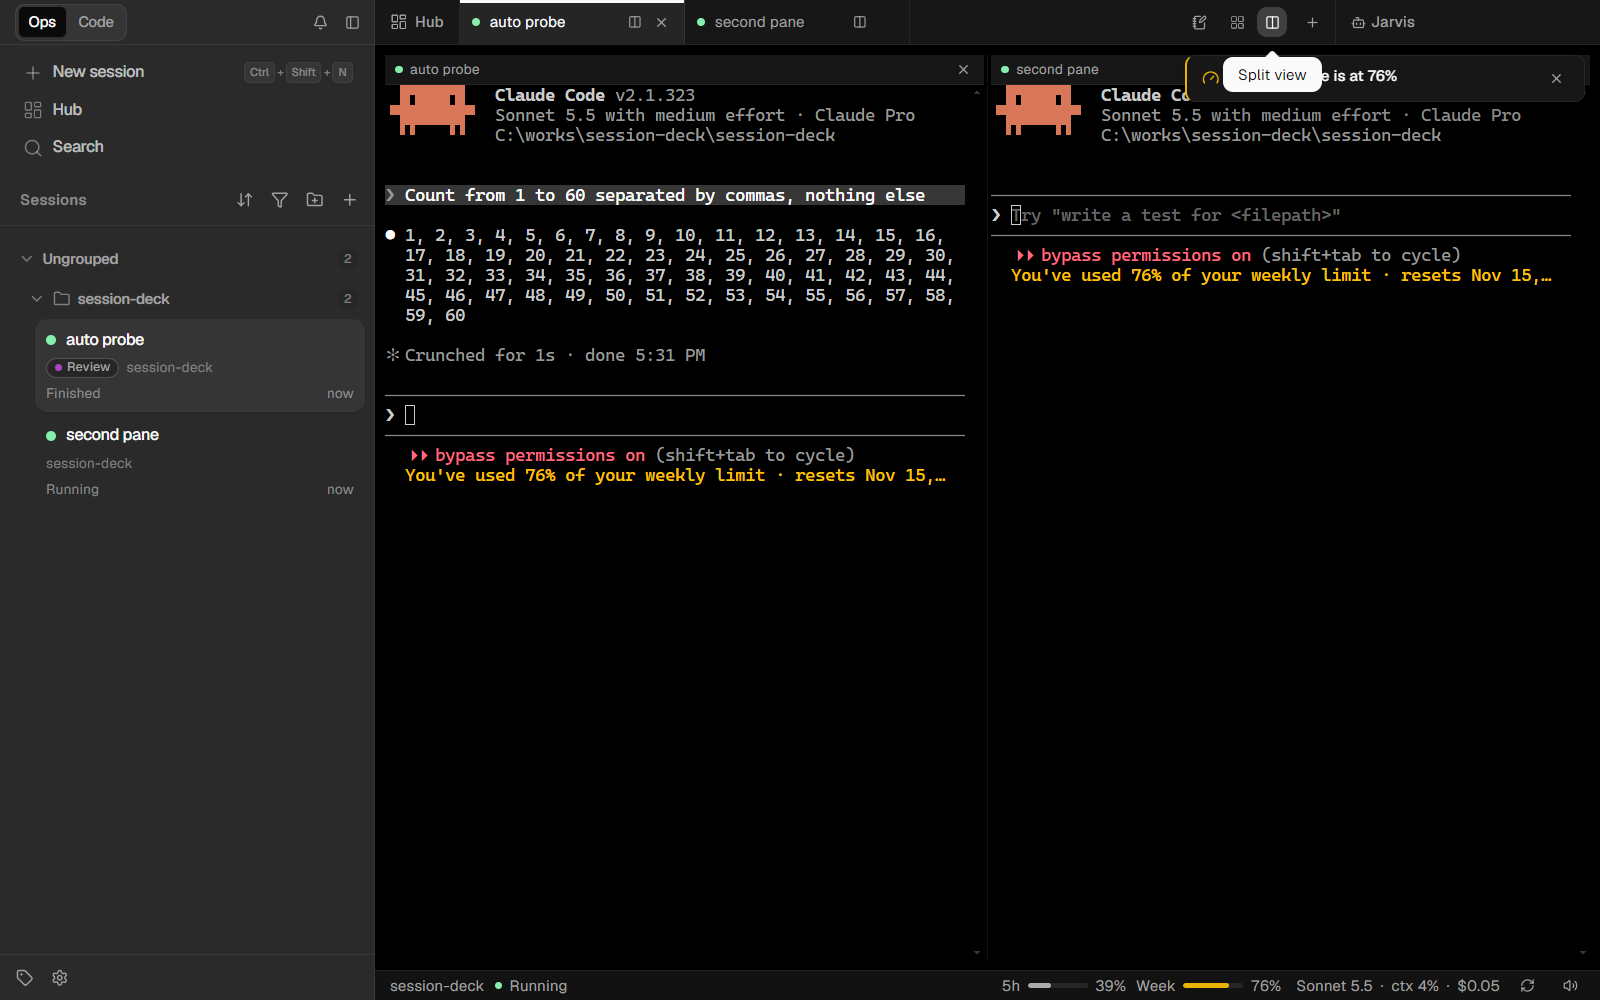 Ops Code
New session Ctrl + Shift + N
Hub
Search
Sessions
Ungrouped 2
session-deck 2
auto probe
Review session-deck
Finished now
second pane
session-deck
Running now
Hub
auto probe
second pane
Jarvis
auto probe
Claude Code v2.1.323
Sonnet 5.5 with medium effort · Claude Pro
C:\works\session-deck\session-deck
❯ Count from 1 to 60 separated by commas, nothing else
● 1, 2, 3, 4, 5, 6, 7, 8, 9, 10, 11, 12, 13, 14, 15, 16,
17, 18, 19, 20, 21, 22, 23, 24, 25, 26, 27, 28, 29, 30,
31, 32, 33, 34, 35, 36, 37, 38, 39, 40, 41, 42, 43, 44,
45, 46, 47, 48, 49, 50, 51, 52, 53, 54, 55, 56, 57, 58,
59, 60
✻ Crunched for 1s · done 5:31 PM
❯
⏵⏵ bypass permissions on (shift+tab to cycle)
You've used 76% of your weekly limit · resets Nov 15,…
second pane
Split view
is at 76%
Claude
Sonnet 5.5 with medium effort · Claude Pro
C:\works\session-deck\session-deck
❯ Try "write a test for <filepath>"
⏵⏵ bypass permissions on (shift+tab to cycle)
You've used 76% of your weekly limit · resets Nov 15,…
session-deck Running
5h 39% Week 76% Sonnet 5.5 · ctx 4% · $0.05